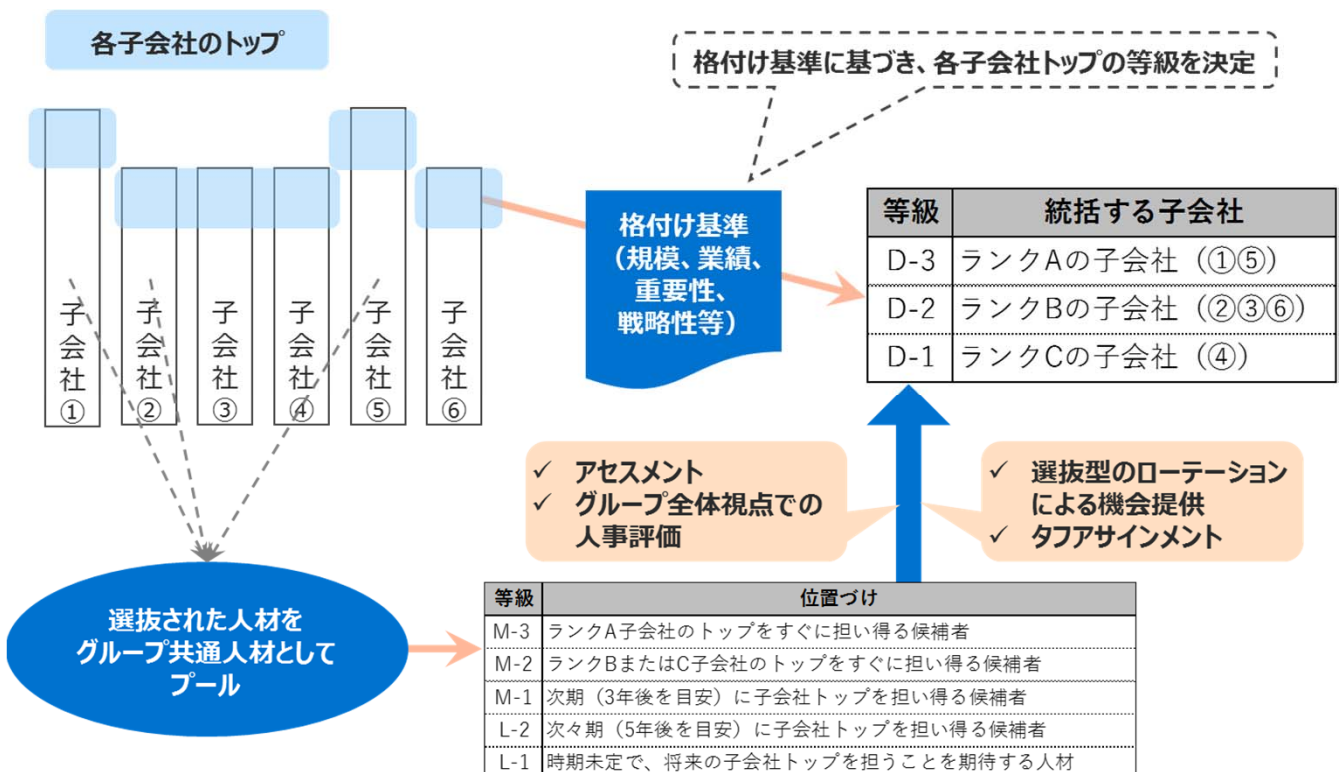 各子会社のトップ
格付け基準に基づき、各子会社トップの等級を決定
子会社①
子会社②
子会社③
子会社④
子会社⑤
子会社⑥
格付け基準
（規模、業績、
重要性、
戦略性等）
等級 統括する子会社
D-3 ランクAの子会社（①⑤）
D-2 ランクBの子会社（②③⑥）
D-1 ランクCの子会社（④）
✓ アセスメント
✓ グループ全体視点での
人事評価
✓ 選抜型のローテーション
による機会提供
✓ タフアサインメント
選抜された人材を
グループ共通人材として
プール
等級 位置づけ
M-3 ランクA子会社のトップをすぐに担い得る候補者
M-2 ランクBまたはC子会社のトップをすぐに担い得る候補者
M-1 次期（3年後を目安）に子会社トップを担い得る候補者
L-2 次々期（5年後を目安）に子会社トップを担い得る候補者
L-1 時期未定で、将来の子会社トップを担うことを期待する人材